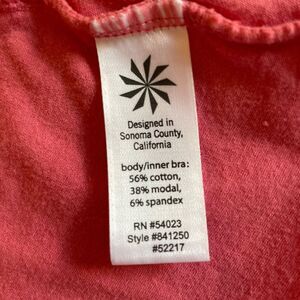 Designed in
Sonoma County,
California
body/inner bra:
56% cotton,
38% modal,
6% spandex
RN #54023
Style #841250
#52217